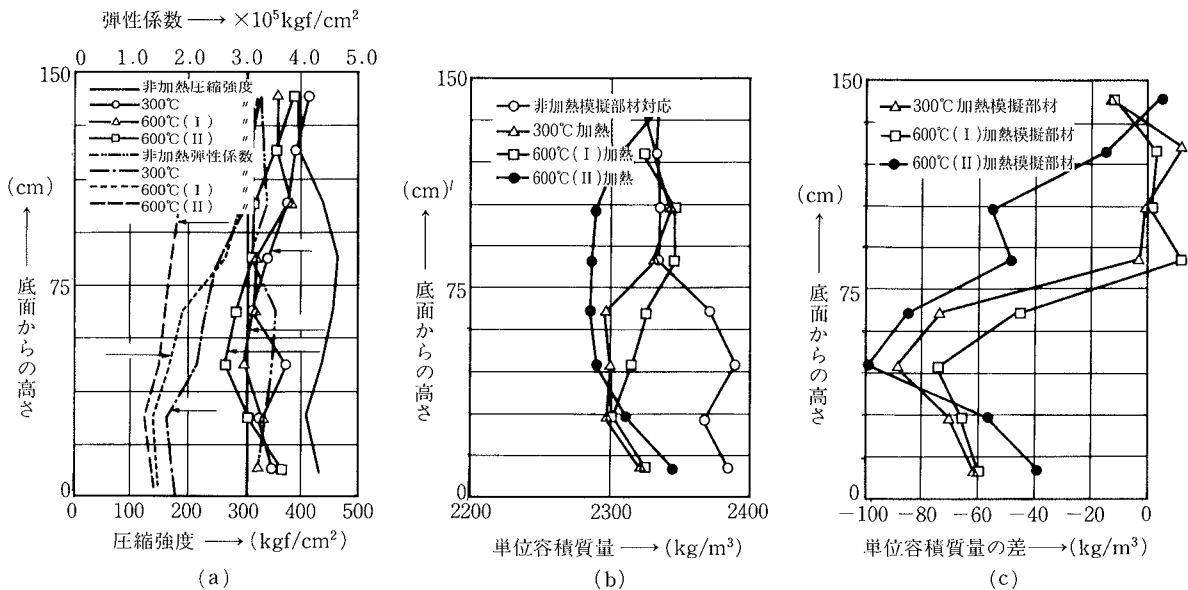 弾性係数 → ×10⁵kgf/cm²
0 1.0 2.0 3.0 4.0 5.0
150
非加熱圧縮強度
300℃ 〃
600℃(Ⅰ) 〃
600℃(Ⅱ) 〃
非加熱弾性係数
300℃ 〃
600℃(Ⅰ) 〃
600℃(Ⅱ) 〃
(cm)
75
底面からの高さ →
0
0 100 200 300 400 500
圧縮強度 → (kgf/cm²)
(a)
150
非加熱模擬部材対応
300℃加熱
600℃(Ⅰ)加熱
600℃(Ⅱ)加熱
(cm)
75
底面からの高さ →
0
2200 2300 2400
単位容積質量 → (kg/m³)
(b)
150
300℃加熱模擬部材
600℃(Ⅰ)加熱模擬部材
600℃(Ⅱ)加熱模擬部材
(cm)
75
底面からの高さ →
0
-100 -80 -60 -40 -20 0
単位容積質量の差→(kg/m³)
(c)